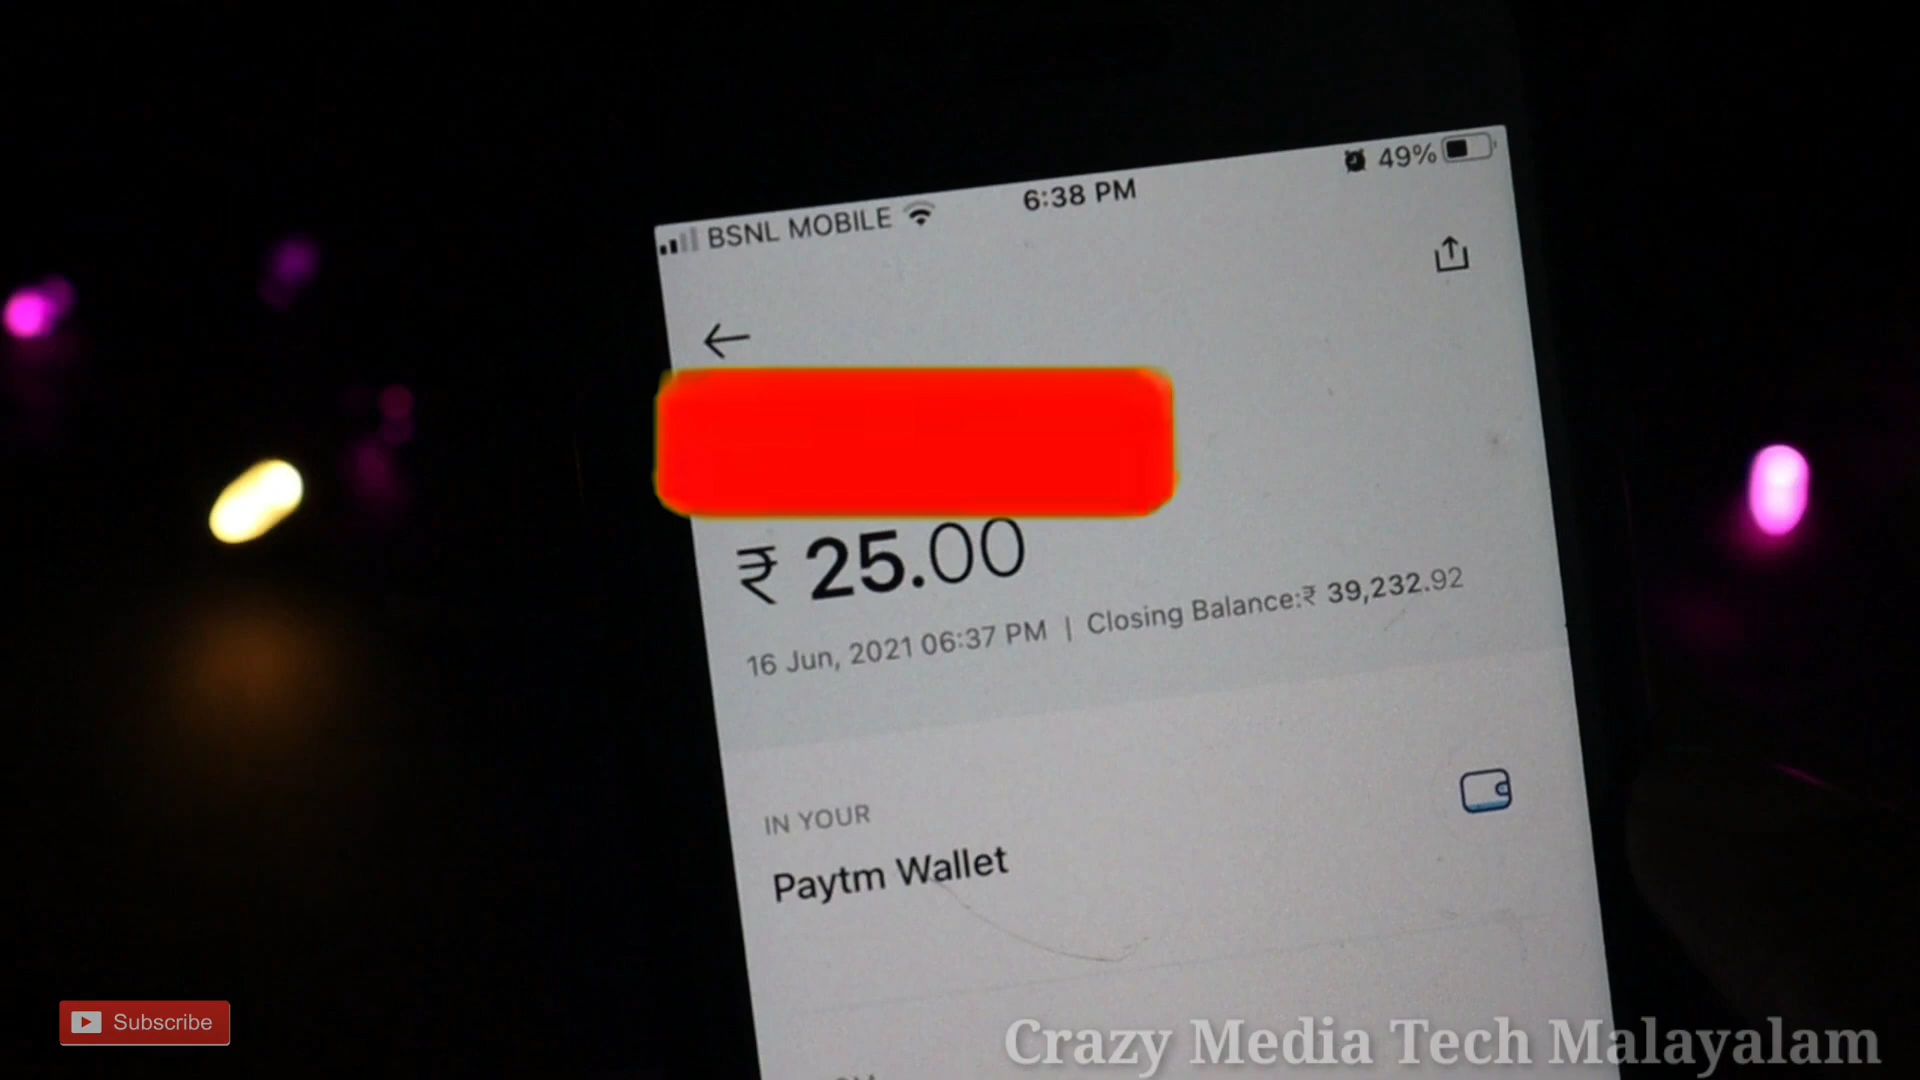 BSNL MOBILE 6:38 PM 49%
₹ 25.00
16 Jun, 2021 06:37 PM | Closing Balance:₹ 39,232.92
IN YOUR
Paytm Wallet
Subscribe
Crazy Media Tech Malayalam